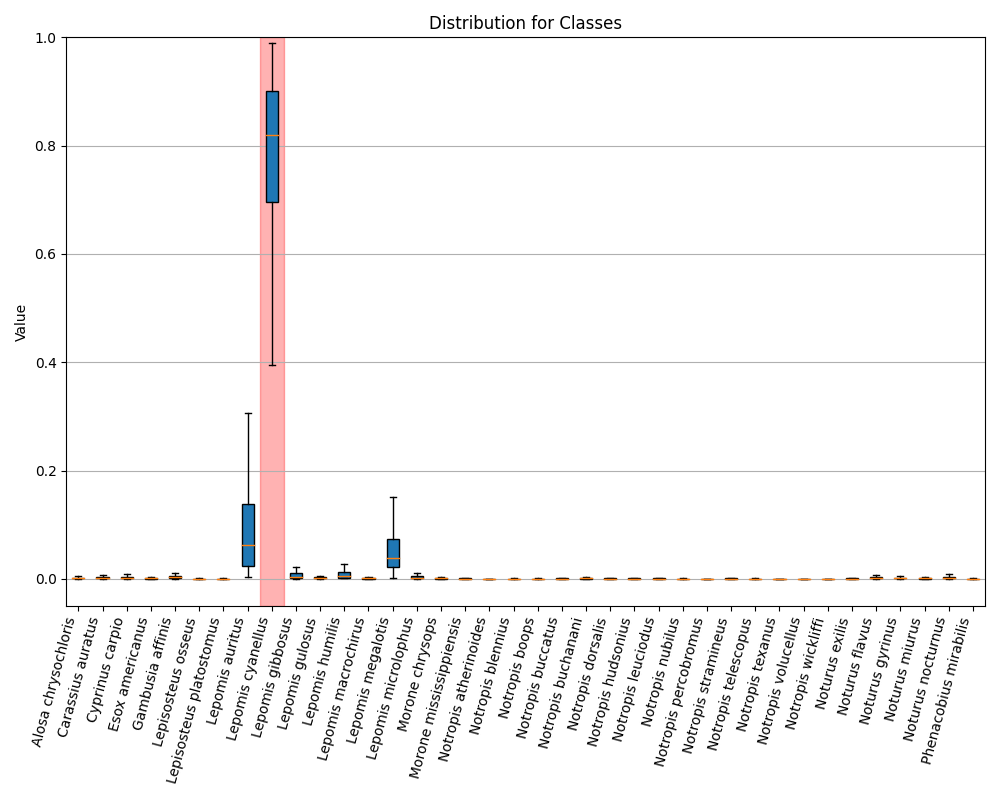 Distribution for Classes
Value
1.0
0.8
0.6
0.4
0.2
0.0
Alosa chrysochloris
Carassius auratus
Cyprinus carpio
Esox americanus
Gambusia affinis
Lepisosteus osseus
Lepisosteus platostomus
Lepomis auritus
Lepomis cyanellus
Lepomis gibbosus
Lepomis gulosus
Lepomis humilis
Lepomis macrochirus
Lepomis megalotis
Lepomis microlophus
Morone chrysops
Morone mississippiensis
Notropis atherinoides
Notropis blennius
Notropis boops
Notropis buccatus
Notropis buchanani
Notropis dorsalis
Notropis hudsonius
Notropis leuciodus
Notropis nubilus
Notropis percobromus
Notropis stramineus
Notropis telescopus
Notropis texanus
Notropis volucellus
Notropis wickliffi
Noturus exilis
Noturus flavus
Noturus gyrinus
Noturus miurus
Noturus nocturnus
Phenacobius mirabilis